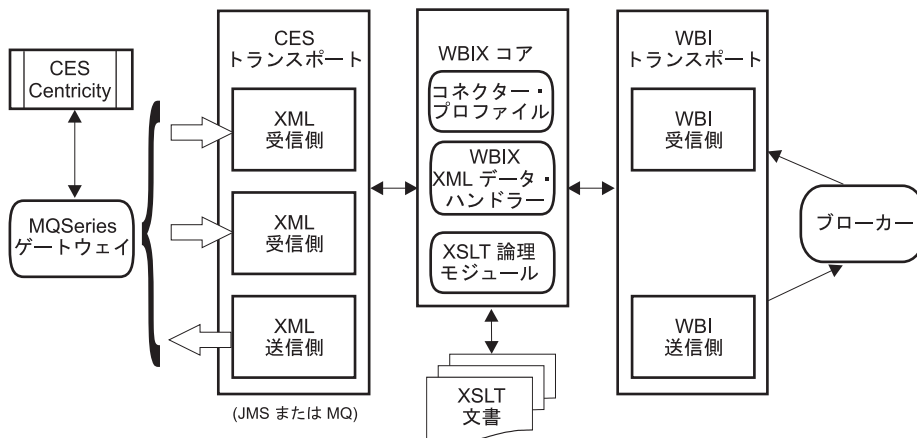 CES
Centricity
MQSeries
ゲートウェイ
CES
トランスポート
XML
受信側
XML
受信側
XML
送信側
(JMS または MQ)
WBIX コア
コネクター・
プロファイル
WBIX
XML データ・
ハンドラー
XSLT 論理
モジュール
XSLT
文書
WBI
トランスポート
WBI
受信側
WBI
送信側
ブローカー